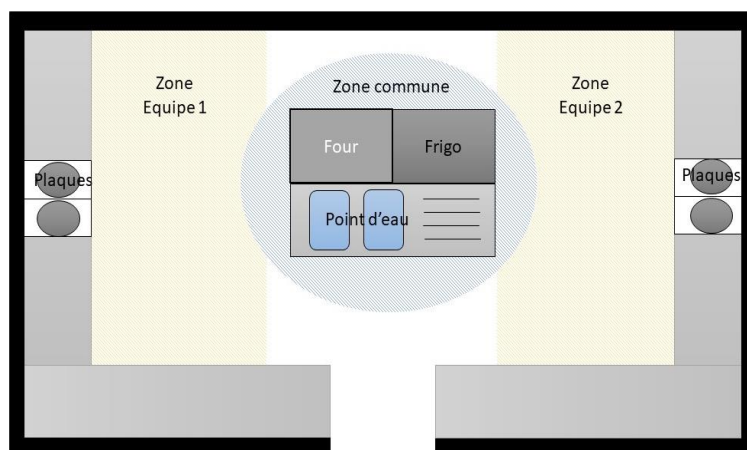 Zone
Equipe 1
Zone commune
Zone
Equipe 2
Four
Frigo
Plaques
Plaques
Point d'eau